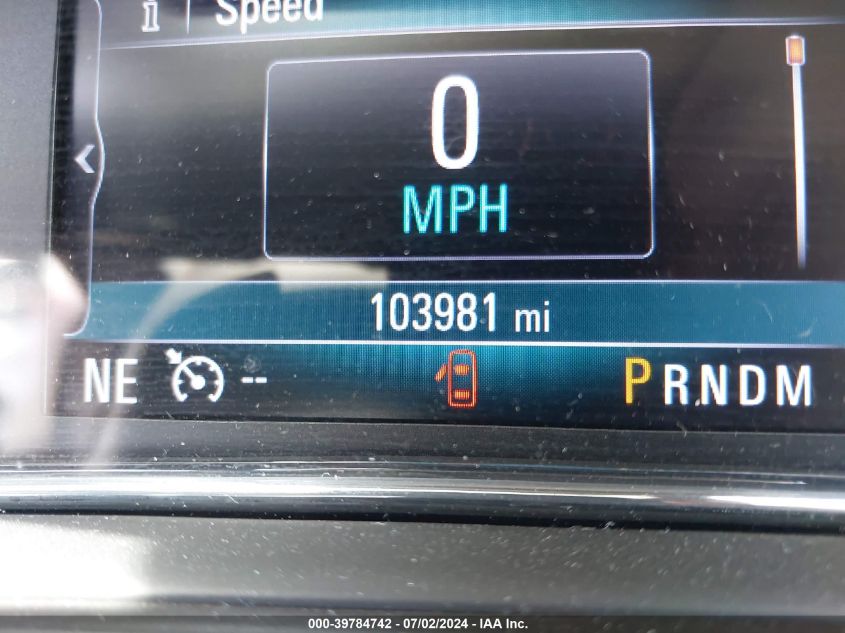 i Speed
0
MPH
103981 mi
NE -- PRNDM
000-39784742 - 07/02/2024 - IAA Inc.